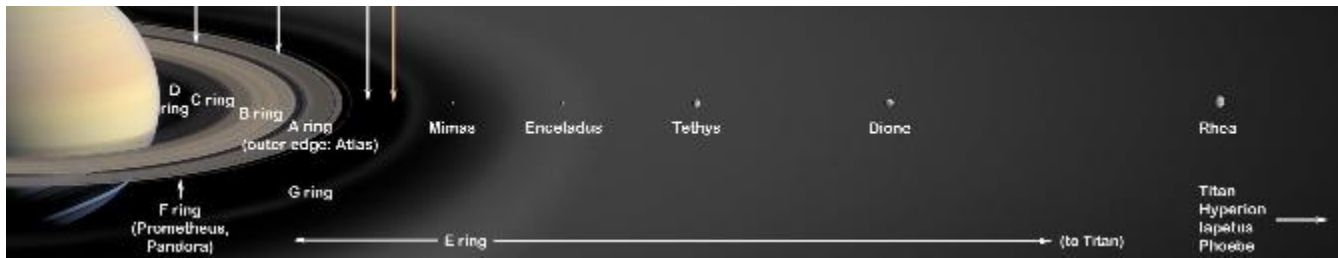 D
ring
C ring
B ring
A ring
(outer edge: Atlas)
Mimas
Enceladus
Tethys
Dione
Rhea
G ring
F ring
(Prometheus,
Pandora)
E ring
(to Titan)
Titan
Hyperion
Iapetus
Phoebe